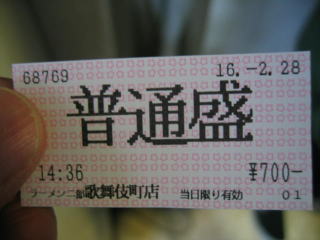 68769 16.-2.28
普通盛
14:36 ¥700-
ラーメン二郎歌舞伎町店 当日限り有効 01